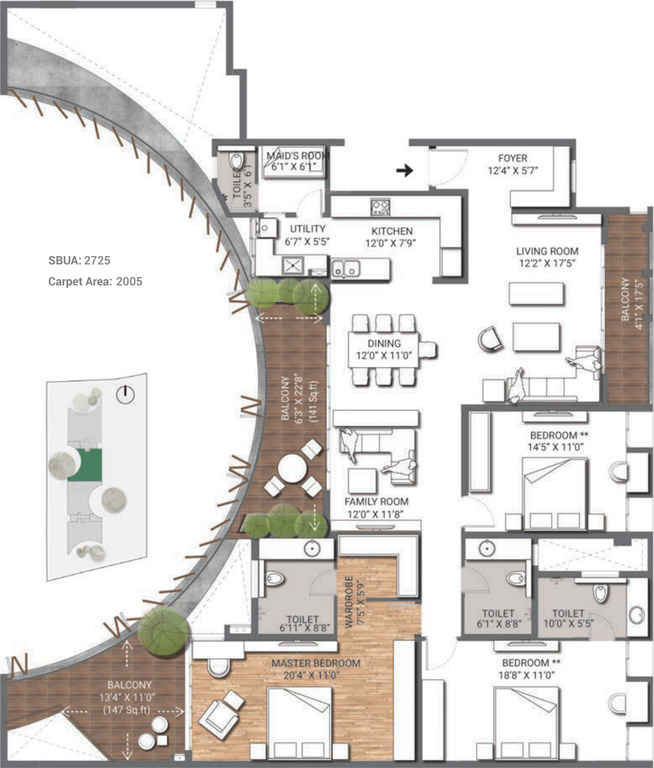 MAID'S ROOM
6'1" X 6'1"
TOILET
3'5" X 6'1"
FOYER
12'4" X 5'7"
UTILITY
6'7" X 5'5"
KITCHEN
12'0" X 7'9"
LIVING ROOM
12'2" X 17'5"
BALCONY
4'1" X 17'5"
SBUA: 2725
Carpet Area: 2005
DINING
12'0" X 11'0"
BALCONY
6'3" X 22'8"
(141 Sq.ft)
BEDROOM **
14'5" X 11'0"
FAMILY ROOM
12'0" X 11'8"
WARDROBE
7'5" X 5'9"
TOILET
6'11" X 8'8"
TOILET
6'1" X 8'8"
TOILET
10'0" X 5'5"
MASTER BEDROOM
20'4" X 11'0"
BEDROOM **
18'8" X 11'0"
BALCONY
13'4" X 11'0"
(147 Sq.ft)